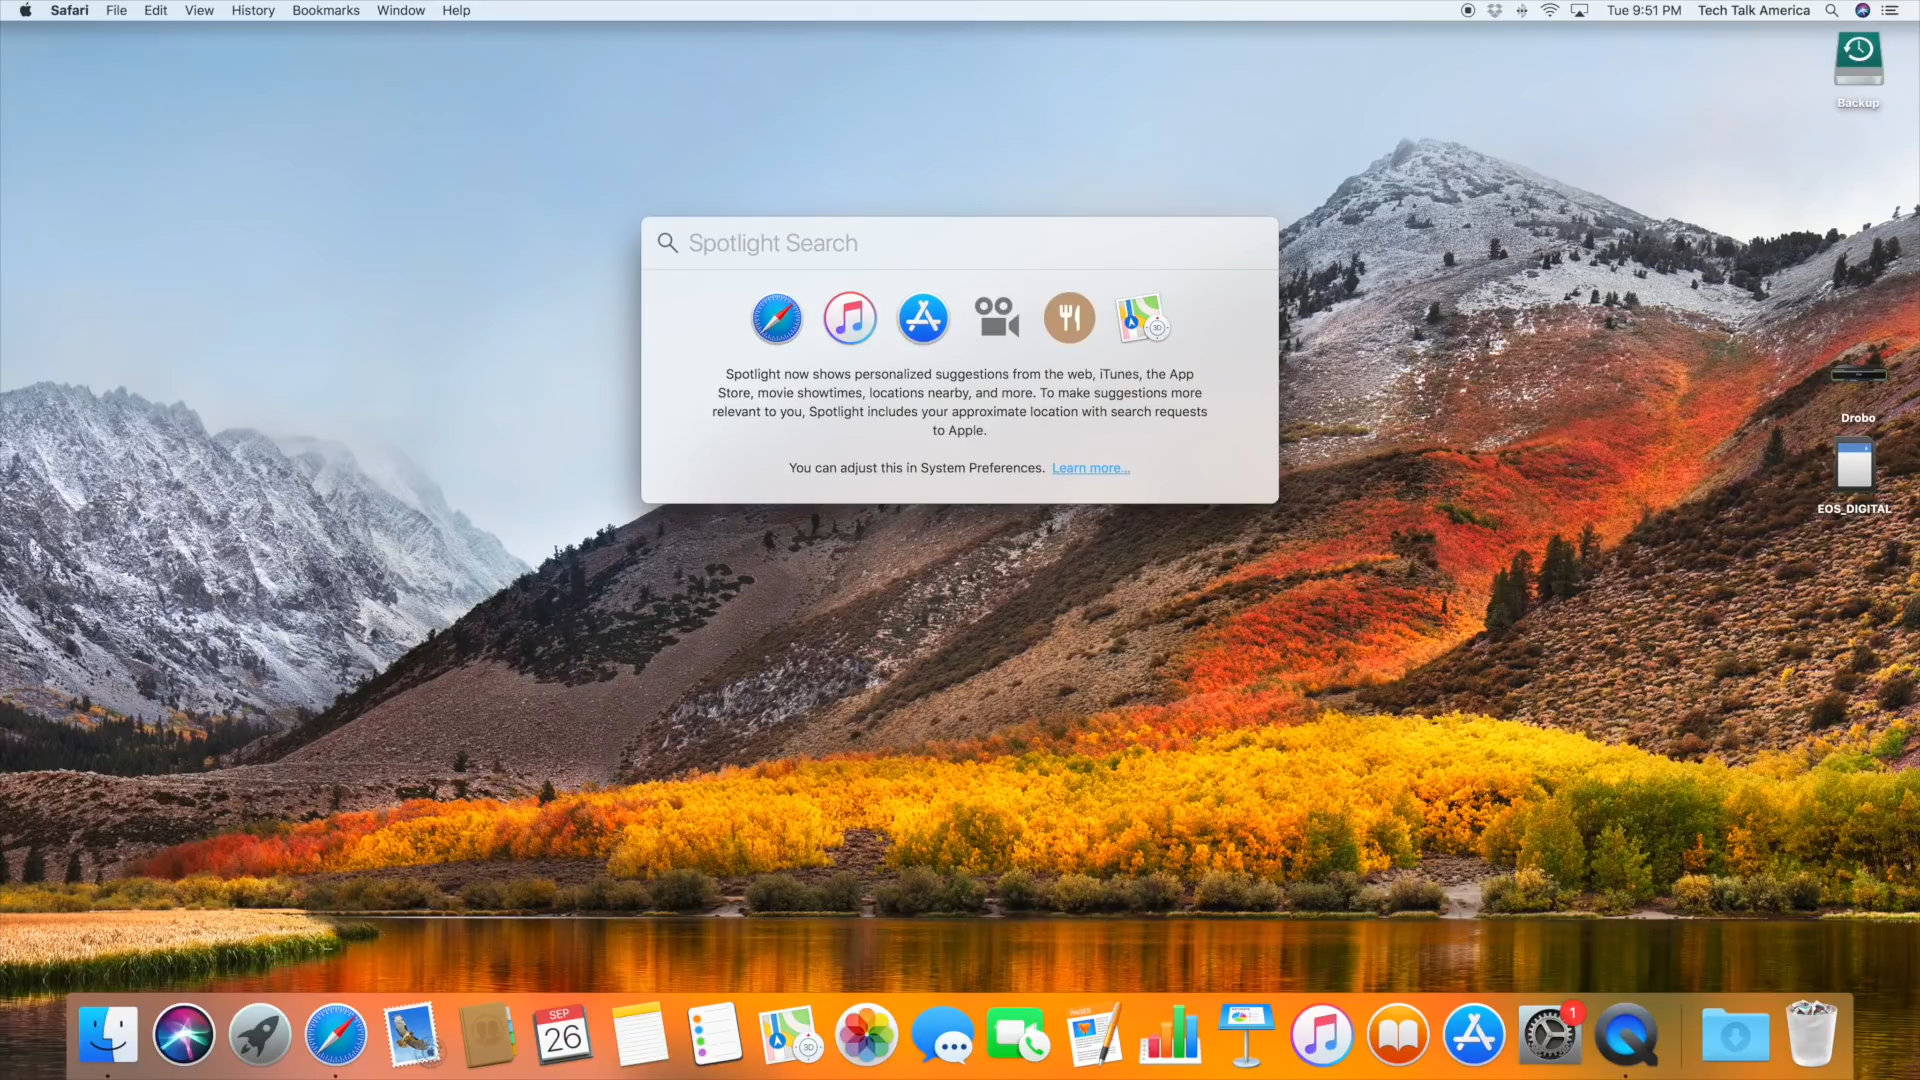 Safari File Edit View History Bookmarks Window Help Tue 9:51 PM Tech Talk America
Backup
Spotlight Search
3D
Spotlight now shows personalized suggestions from the web, iTunes, the App
Store, movie showtimes, locations nearby, and more. To make suggestions more
relevant to you, Spotlight includes your approximate location with search requests
to Apple.
You can adjust this in System Preferences. Learn more...
Drobo
EOS_DIGITAL
SEP
26
3D
PAGES
1